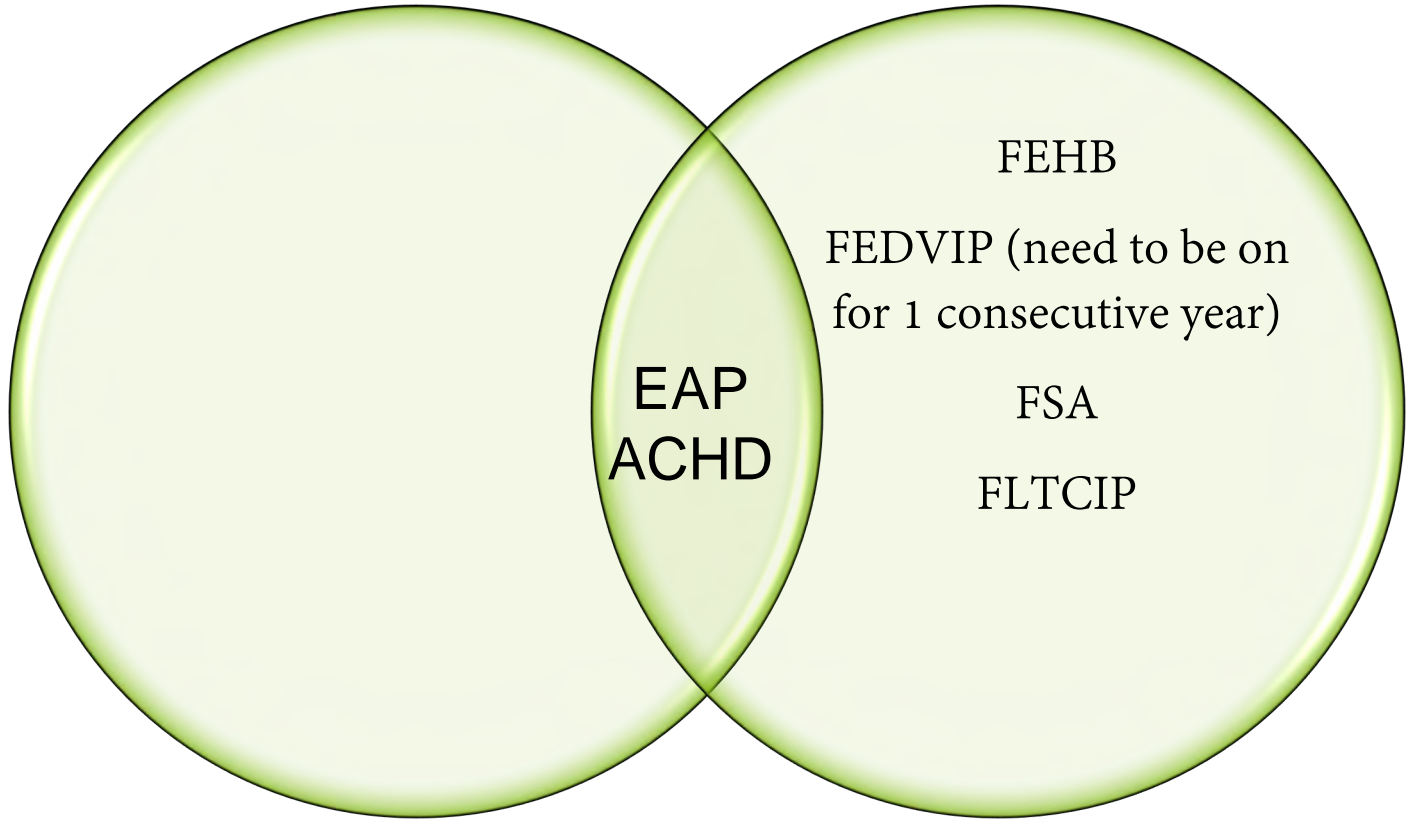 FEHB
FEDVIP (need to be on
for 1 consecutive year)
EAP
ACHD
FSA
FLTCIP